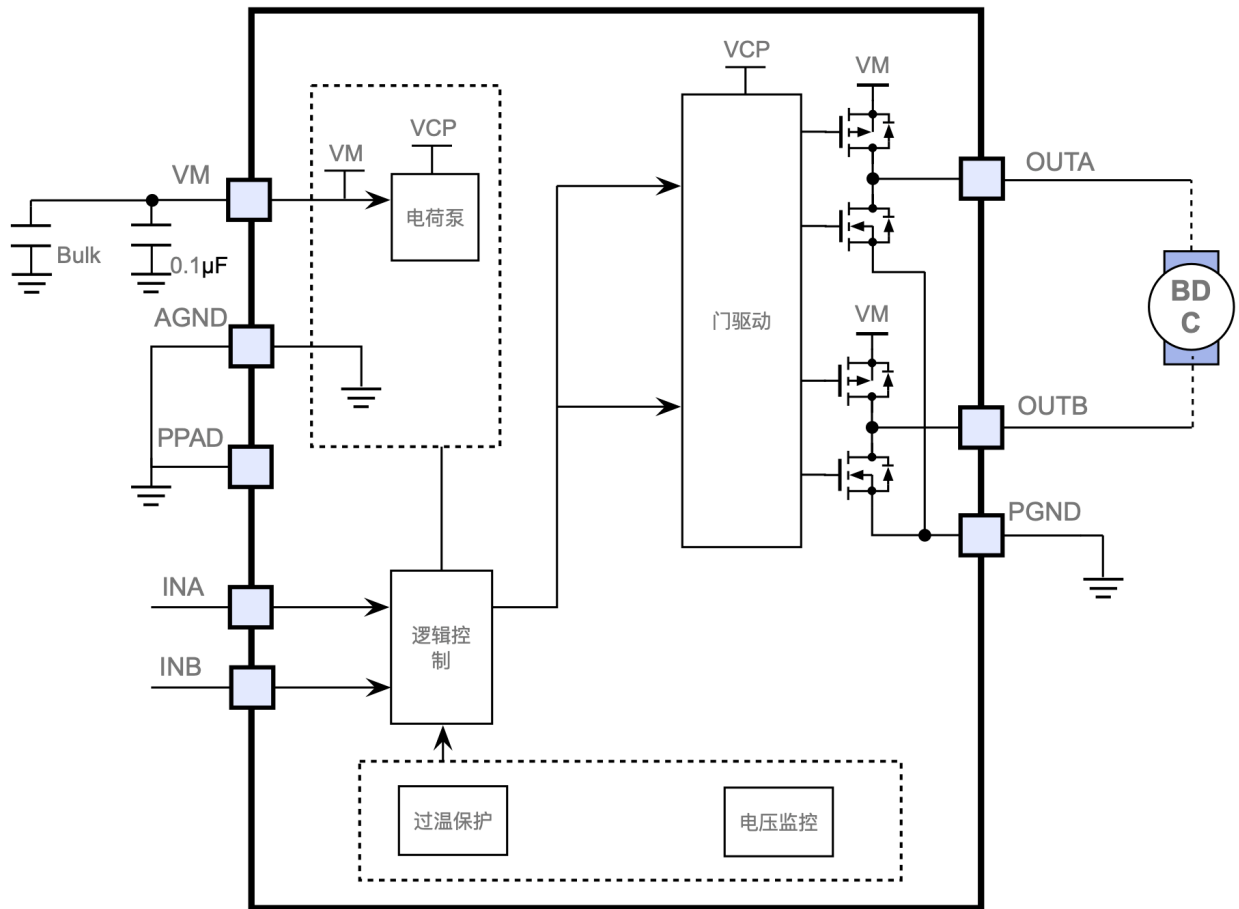 VCP
VM
VCP
VM
VM
电荷泵
OUTA
Bulk
0.1μF
AGND
BD
C
门驱动
VM
PPAD
OUTB
PGND
INA
逻辑控
制
INB
过温保护
电压监控